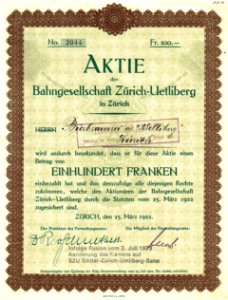 No. 2044 Fr. 100.—
AKTIE
der
Bahngesellschaft Zürich-Uetliberg
in Zürich
HERRN
wird andurch beurkundet, dass er für diese Aktie einen
Betrag von
EINHUNDERT FRANKEN
einbezahlt hat und ihm demzufolge alle diejenigen Rechte
zukommen, welche den Aktionären der Bahngesellschaft
Zürich-Uetliberg durch die Statuten vom 25. März 1922
zugesichert sind.
ZÜRICH, den 25. März 1922.
Der Präsident des Verwaltungsrates: Ein Mitglied des Verwaltungsrates:
Infolge Fusion vom 2. Juli 1973
Aenderung des Namens auf
SZU Sihltal-Zürich-Uetliberg-Bahn